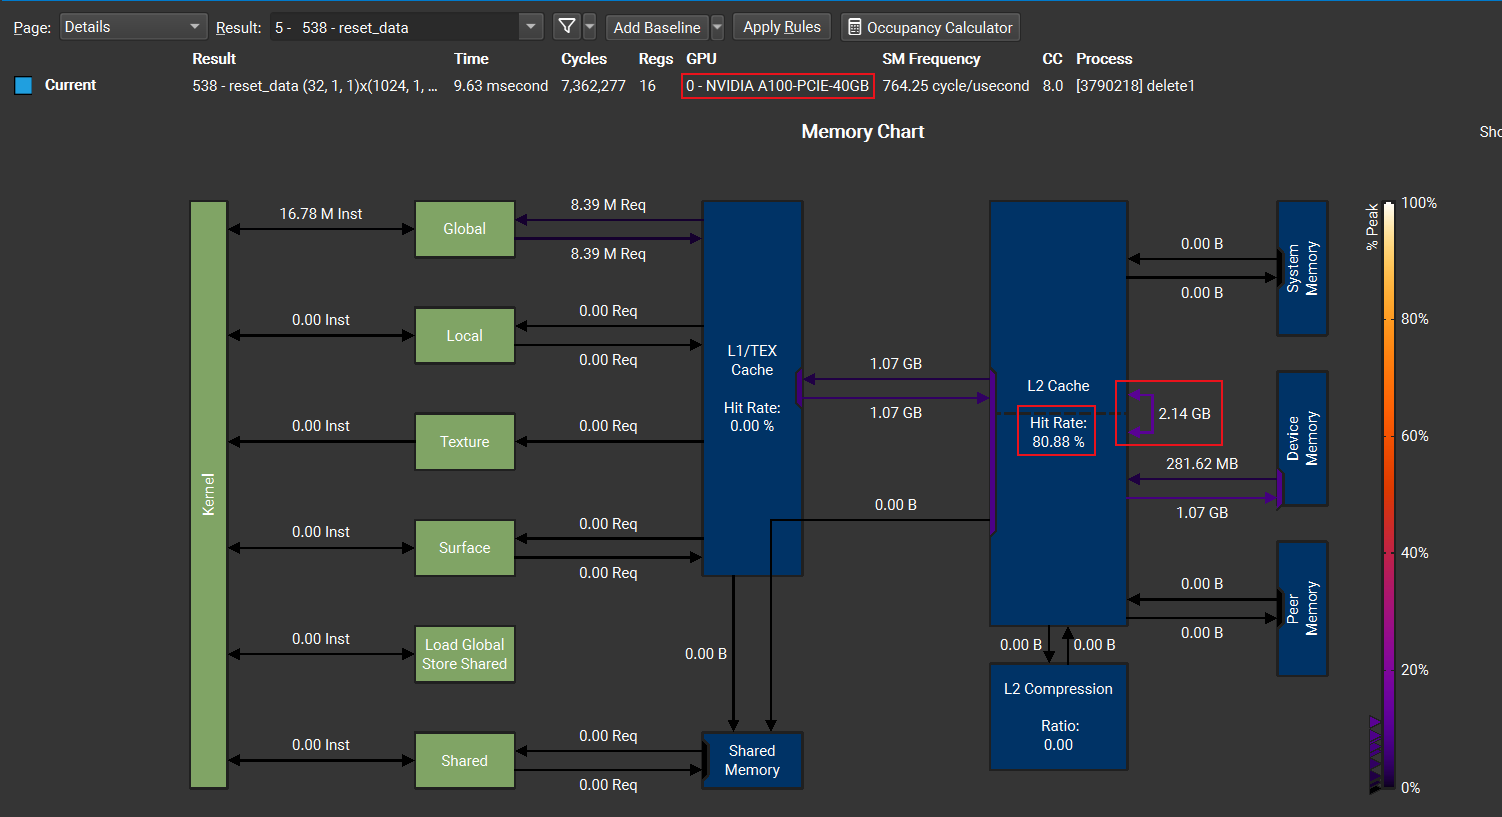 Page: Details Result: 5 - 538 - reset_data Add Baseline Apply Rules Occupancy Calculator
Result Time Cycles Regs GPU SM Frequency CC Process
Current 538 - reset_data (32, 1, 1)x(1024, 1, ... 9.63 msecond 7,362,277 16 0 - NVIDIA A100-PCIE-40GB 764.25 cycle/usecond 8.0 [3790218] delete1
Memory Chart
Sho
Kernel
16.78 M Inst
Global
8.39 M Req
8.39 M Req
0.00 Inst
Local
0.00 Req
0.00 Req
0.00 Inst
Texture
0.00 Req
0.00 Inst
Surface
0.00 Req
0.00 Req
0.00 Inst
Load Global
Store Shared
0.00 Inst
Shared
0.00 Req
0.00 Req
L1/TEX
Cache
Hit Rate:
0.00 %
1.07 GB
1.07 GB
0.00 B
0.00 B
Shared
Memory
L2 Cache
Hit Rate:
80.88 %
2.14 GB
0.00 B
0.00 B
System
Memory
281.62 MB
1.07 GB
Device
Memory
0.00 B
0.00 B
Peer
Memory
0.00 B
0.00 B
L2 Compression
Ratio:
0.00
% Peak
100%
80%
60%
40%
20%
0%